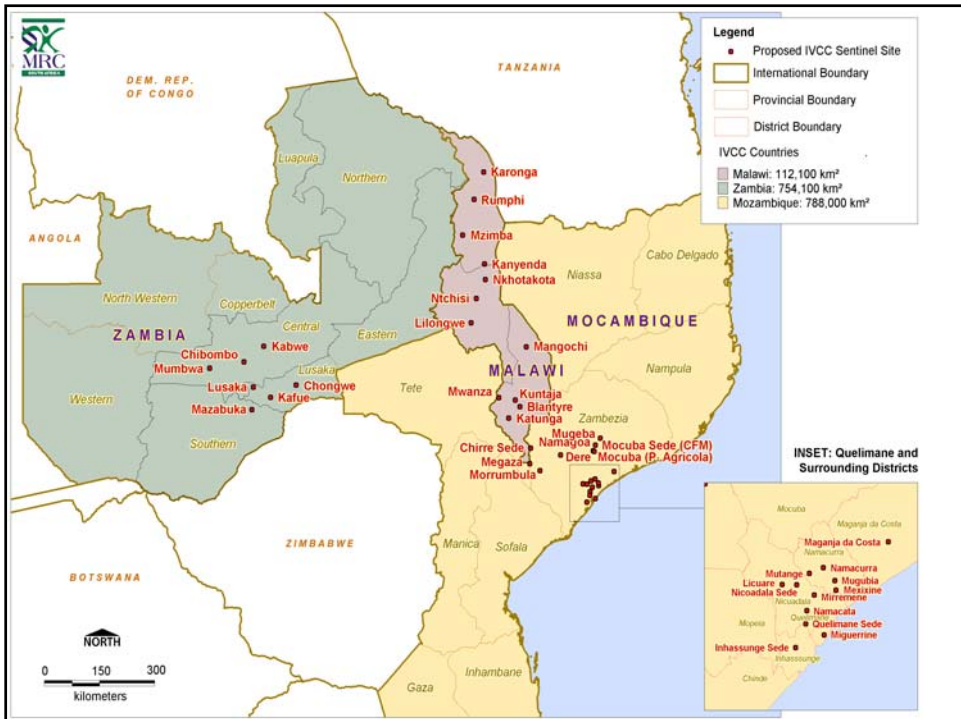 MRC
SOUTH AFRICA
DEM. REP.
OF CONGO
TANZANIA
Legend
Proposed IVCC Sentinel Site
International Boundary
Provincial Boundary
District Boundary
IVCC Countries
Malawi: 112,100 km²
Zambia: 754,100 km²
Mozambique: 788,000 km²
Luapula
Northern
Karonga
Rumphi
Mzimba
ANGOLA
Kanyenda
Nkhotakota
Niassa
Cabo Delgado
North Western
Copperbelt
Ntchisi
Central
Eastern
Lilongwe
MOCAMBIQUE
ZAMBIA
Kabwe
Chibombo
Mumbwa
Mangochi
Lusaka
MALAWI
Nampula
Lusaka
Chongwe
Tete
Mwanza
Kuntaja
Western
Kafue
Blantyre
Mazabuka
Katunga
Zambezia
Southern
Mugeba
Chirre Sede
Namagoa
Mocuba Sede (CFM)
Megaza
Dere
Mocuba (P. Agricola)
Morrumbula
INSET: Quelimane and
Surrounding Districts
ZIMBABWE
Manica
Sofala
BOTSWANA
Inhambane
Gaza
NORTH
0 150 300
kilometers
Mocuba
Maganja da Costa
Maganja da Costa
Namacurra
Namacurra
Mutange
Mugubia
Licuare
Mexixine
Nicoadala Sede
Mirremene
Nicuadala
Namacata
Quelimane
Mopeia
Quelimane Sede
Miguerrine
Inhassunge Sede
Inhassunge
Chinde